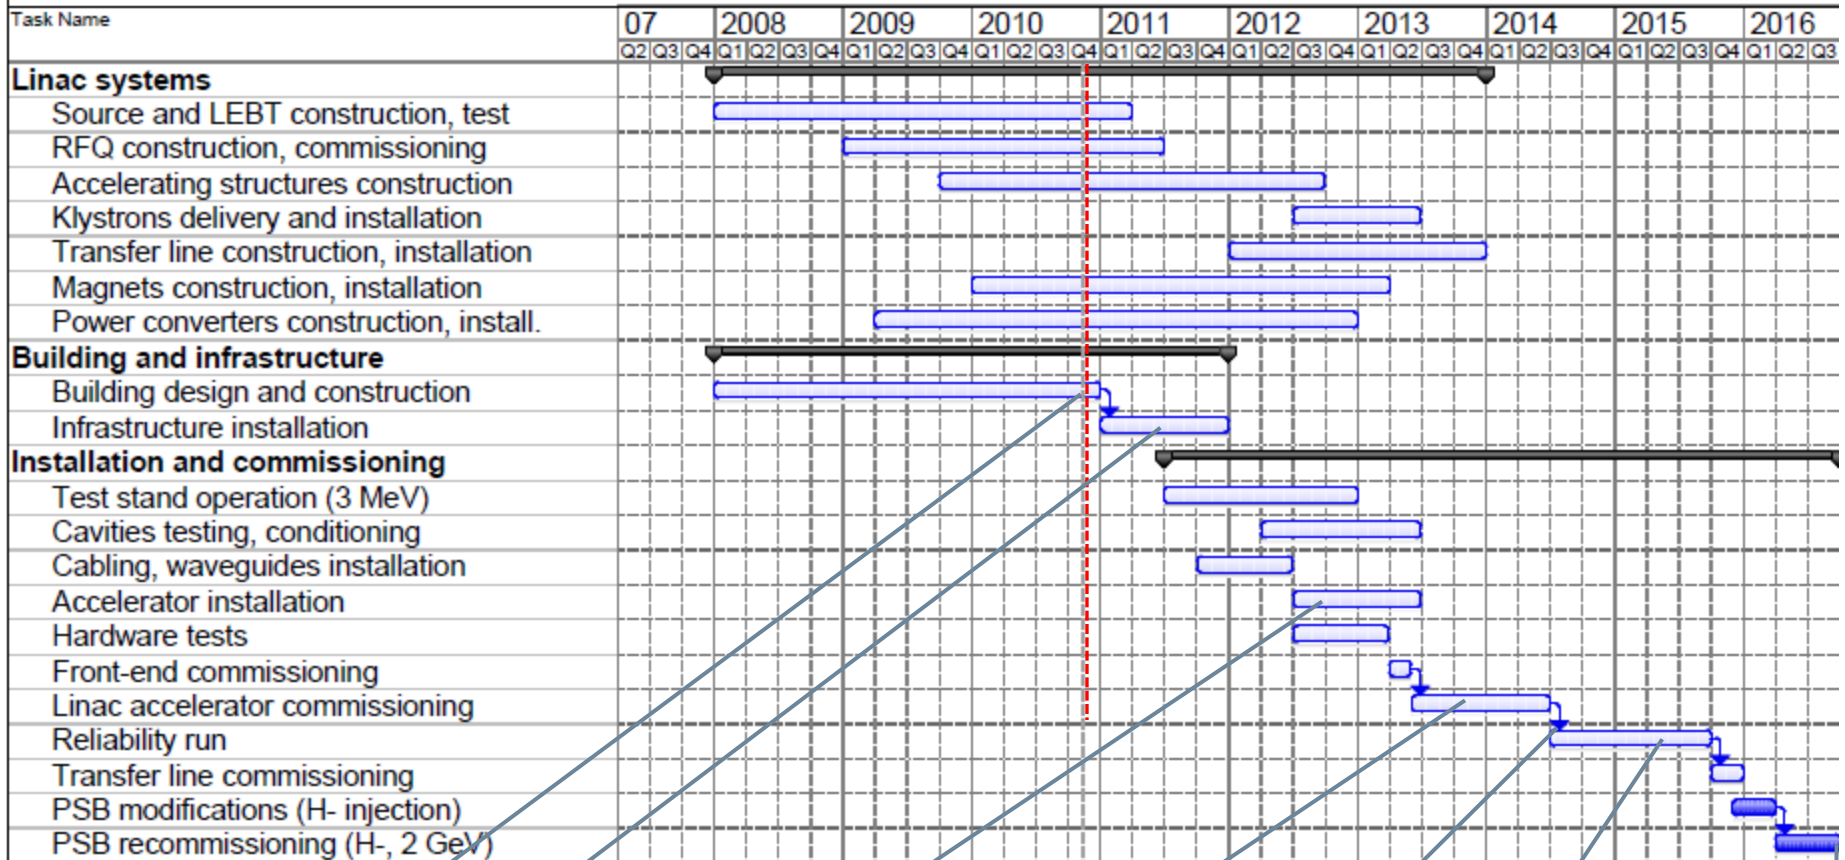 Task Name
07 2008 2009 2010 2011 2012 2013 2014 2015 2016
Q2 Q3 Q4 Q1 Q2 Q3 Q4 Q1 Q2 Q3 Q4 Q1 Q2 Q3 Q4 Q1 Q2 Q3 Q4 Q1 Q2 Q3 Q4 Q1 Q2 Q3 Q4 Q1 Q2 Q3 Q4 Q1 Q2 Q3 Q4 Q1 Q2 Q3
Linac systems
Source and LEBT construction, test
RFQ construction, commissioning
Accelerating structures construction
Klystrons delivery and installation
Transfer line construction, installation
Magnets construction, installation
Power converters construction, install.
Building and infrastructure
Building design and construction
Infrastructure installation
Installation and commissioning
Test stand operation (3 MeV)
Cavities testing, conditioning
Cabling, waveguides installation
Accelerator installation
Hardware tests
Front-end commissioning
Linac accelerator commissioning
Reliability run
Transfer line commissioning
PSB modifications (H- injection)
PSB recommissioning (H-, 2 GeV)